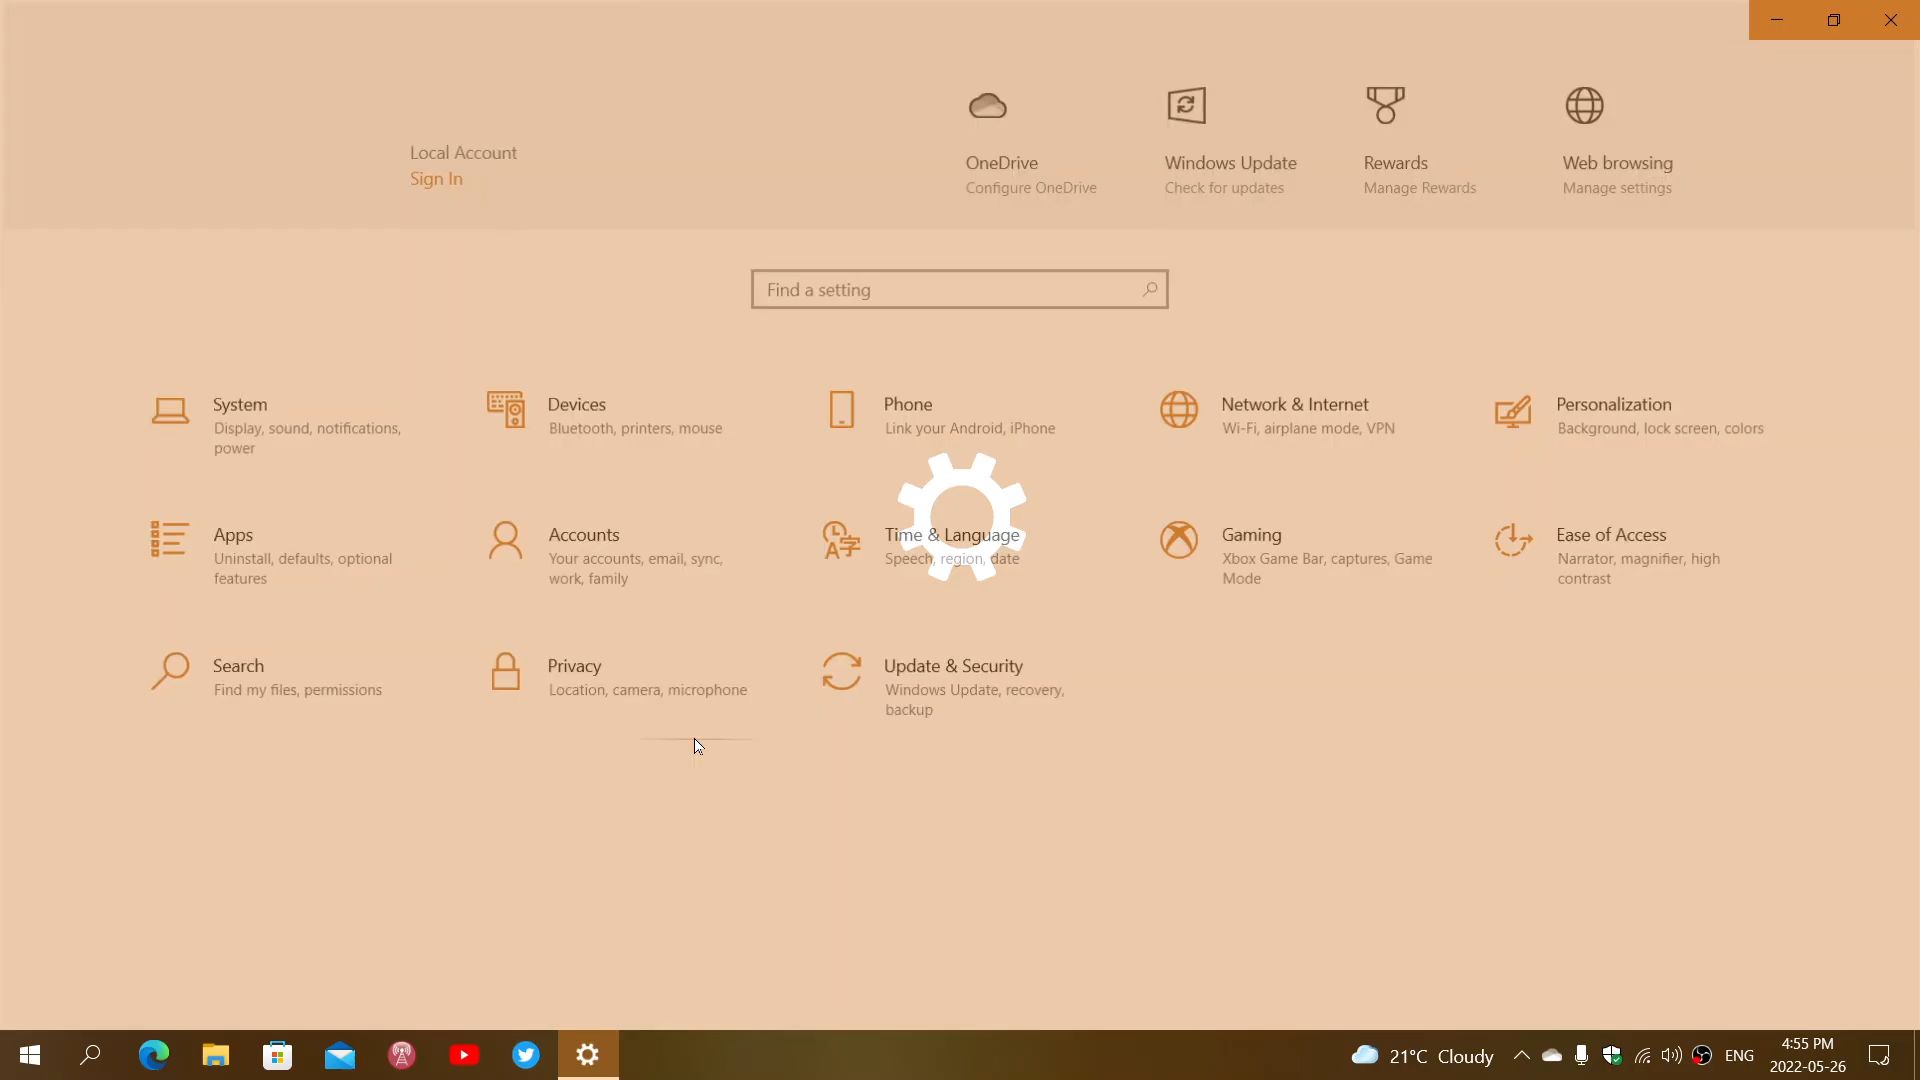 Local Account
Sign In
OneDrive
Configure OneDrive
Windows Update
Check for updates
Rewards
Manage Rewards
Web browsing
Manage settings
Find a setting
System
Display, sound, notifications,
power
Devices
Bluetooth, printers, mouse
Phone
Link your Android, iPhone
Network & Internet
Wi-Fi, airplane mode, VPN
Personalization
Background, lock screen, colors
Apps
Uninstall, defaults, optional
features
Accounts
Your accounts, email, sync,
work, family
Time & Language
Speech, region, date
Gaming
Xbox Game Bar, captures, Game
Mode
Ease of Access
Narrator, magnifier, high
contrast
Search
Find my files, permissions
Privacy
Location, camera, microphone
Update & Security
Windows Update, recovery,
backup
21°C Cloudy
ENG
4:55 PM
2022-05-26